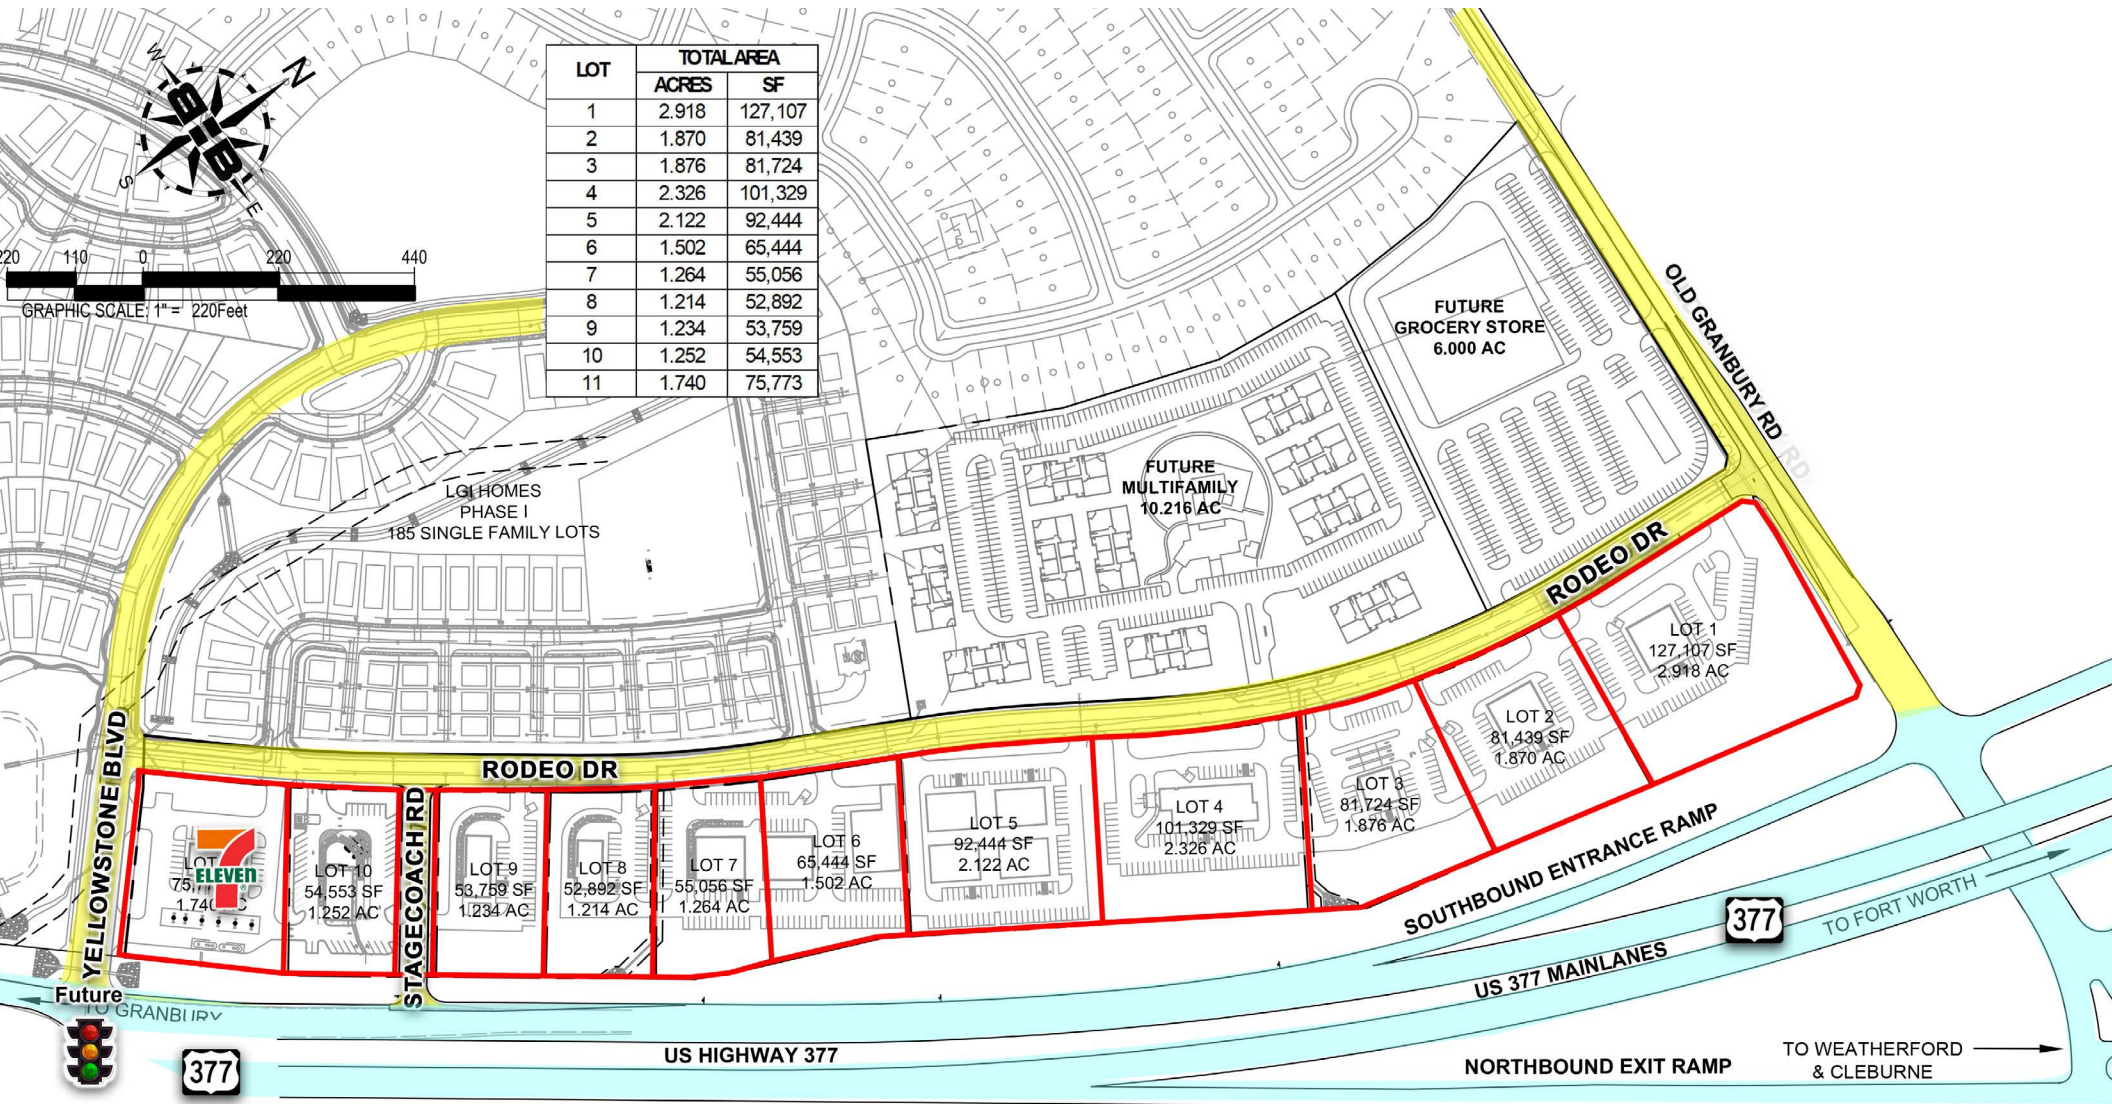 W
N
S
E
B
B
220 110 0 220 440
GRAPHIC SCALE: 1" = 220Feet
LOT TOTAL AREA
ACRES SF
1 2.918 127,107
2 1.870 81,439
3 1.876 81,724
4 2.326 101,329
5 2.122 92,444
6 1.502 65,444
7 1.264 55,056
8 1.214 52,892
9 1.234 53,759
10 1.252 54,553
11 1.740 75,773
OLD GRANBURY RD
RD
FUTURE
GROCERY STORE
6.000 AC
FUTURE
MULTIFAMILY
10.216 AC
LGI HOMES
PHASE I
185 SINGLE FAMILY LOTS
RODEO DR
RODEO DR
YELLOWSTONE BLVD
STAGECOACH RD
LOT 1
127,107 SF
2.918 AC
LOT 2
81,439 SF
1.870 AC
LOT 3
81,724 SF
1.876 AC
LOT 4
101,329 SF
2.326 AC
LOT 5
92,444 SF
2.122 AC
LOT 6
65,444 SF
1.502 AC
LOT 7
55,056 SF
1.264 AC
LOT 8
52,892 SF
1.214 AC
LOT 9
53,759 SF
1.234 AC
LOT 10
54,553 SF
1.252 AC
LOT
7
ELEVEN
SOUTHBOUND ENTRANCE RAMP
377
TO FORT WORTH
US 377 MAINLANES
Future
TO GRANBURY
377
US HIGHWAY 377
NORTHBOUND EXIT RAMP
TO WEATHERFORD
& CLEBURNE